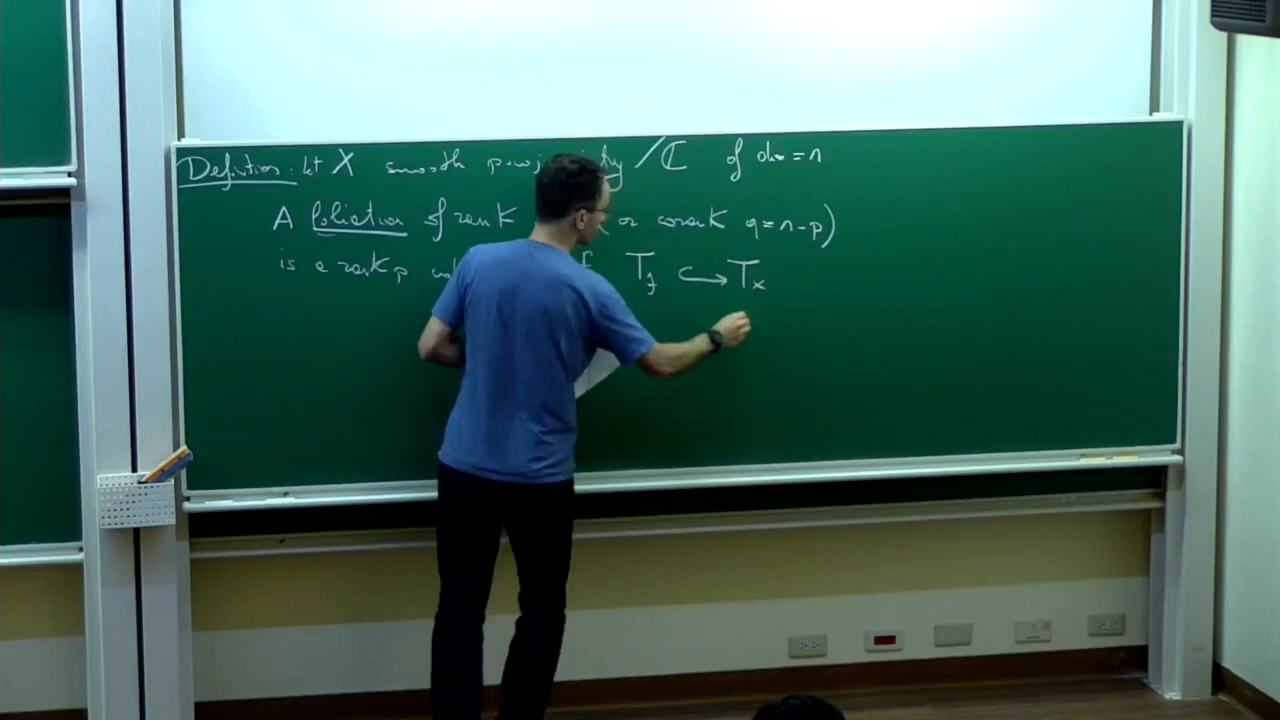 Definition: Let X smooth proj / ℂ of dim = n
A foliation of rank or corank q = n-p)
is a rank p T_F ↪ T_X